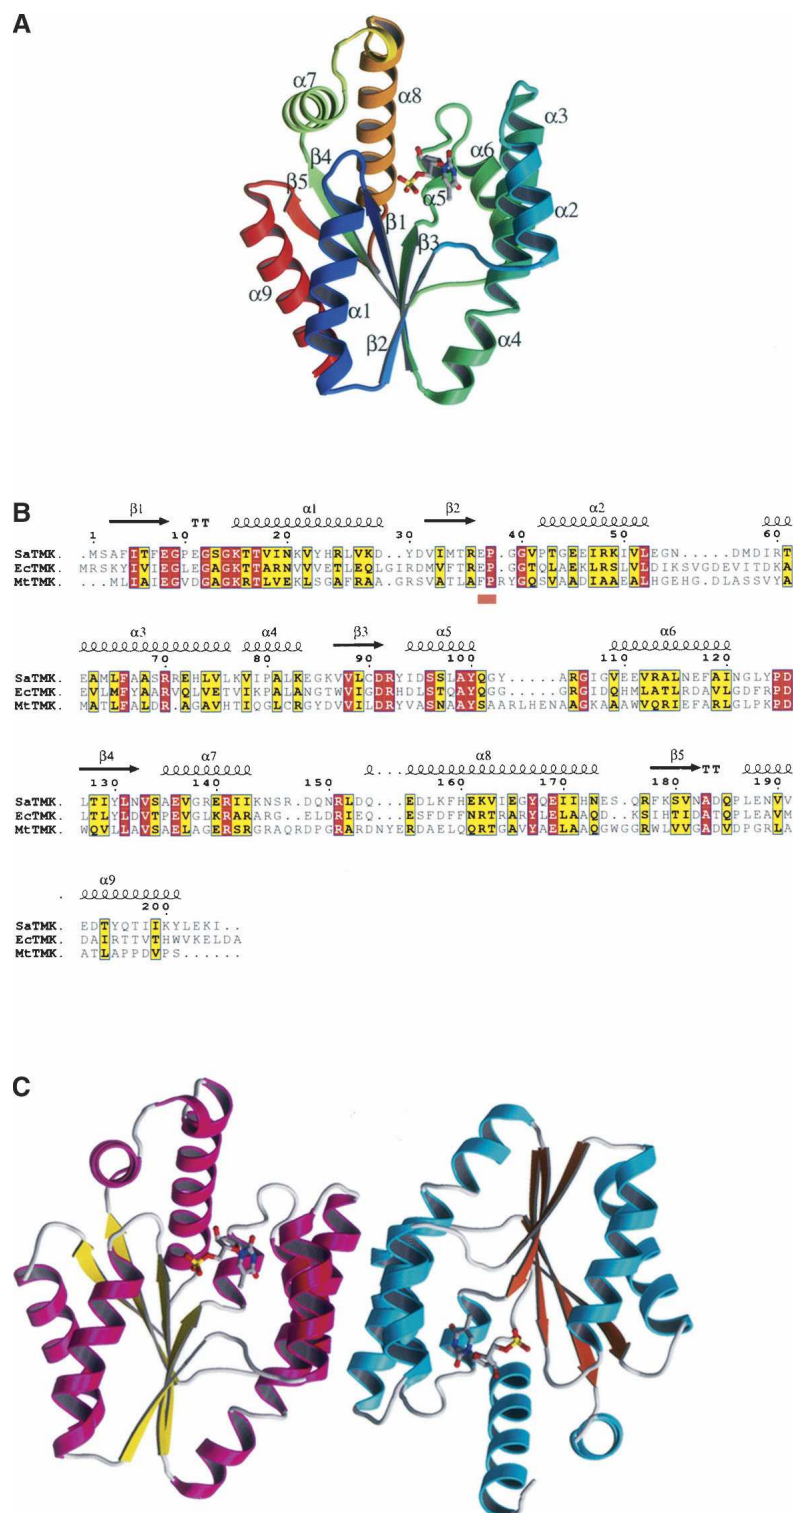 A
α7
α8
α3
β4
α6
β5
α5
α2
β1
β3
α9
α1
β2
α4
B
β1 TT α1 β2 α2
1 10 20 30 40 50 60
SaTMK. .MSAFITFEGPEGSGKTTVINKVYHRLVKD..YDVIMTREP.GGVPTGEEIRKIVLEGN....DMDIRT
EcTMK. MRSKYIVIEGLEGAGKTTARNVVVETLEQLGIRDMVFTREP.GGTQLAEKLRSLVLDIKSVGDEVITDKA
MtTMK. ...MLIAIEGVDGAGKRTLVEKLSGAFRAAGRSVATLAFPRYGQSVAADIAAEALHGEHG.DLASSVYA
α3 α4 β3 α5 α6
70 80 90 100 110 120
SaTMK. EAMLFAASRREHLVLKVIPALKEGKVVLCDRYIDSSLAYQGY.....ARGIGVEEVRALNEFAINGLYPD
EcTMK. EVLMFYAARVQLVETVIKPALANGTWVIGDRHDLSTQAYQGG.....GRGIDQHMLATLRDAVLGDFRPD
MtTMK. MATLFALDR.AGAVHTIQGLCRGYDVVILDRYVASNAAYSAARLHENAAGKAAAWVQRIEFARLGLPKPD
β4 α7 α8 β5 TT
130 140 150 160 170 180 190
SaTMK. LTIYLNVSAEVGRERIIKNSR.DQNRLDQ...EDLKFHEKVIEGYQEIIHNES.QRFKSVNADQPLENVV
EcTMK. LTLYLDVTPEVGLKRARARG.ELDRIEQ...ESFDFFNRTRARYLELAAQD..KSIHTIDATQPLEAVM
MtTMK. WQVLLAVSAELAGERSRGRAQRDPGRARDNYERDAELQQRTGAVYAELAAQGWGGRWLVVGADVDPGRLA
α9
200
SaTMK. EDTYQTIIKYLEKI..
EcTMK. DAIRTTVTHWVKELDA
MtTMK. ATLAPPDVPS......
C